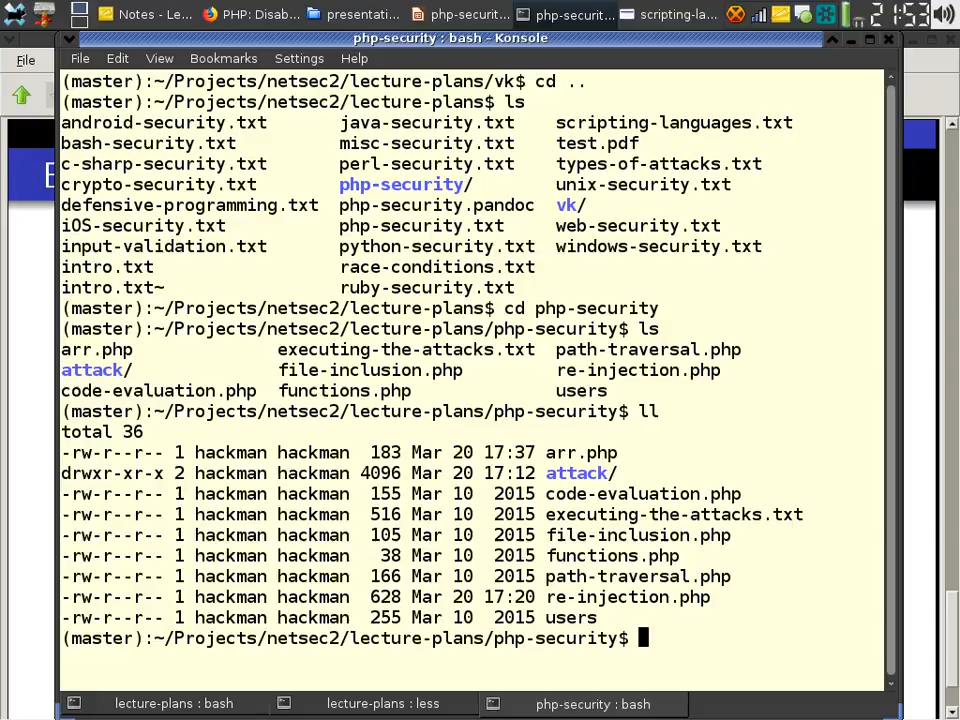 Notes - Le...
PHP: Disab...
presentati...
php-securit...
php-securit...
scripting-la...
2 1:53
php-security : bash - Konsole
File
File Edit View Bookmarks Settings Help
(master):~/Projects/netsec2/lecture-plans/vk$ cd ..
(master):~/Projects/netsec2/lecture-plans$ ls
android-security.txt java-security.txt scripting-languages.txt
bash-security.txt misc-security.txt test.pdf
c-sharp-security.txt perl-security.txt types-of-attacks.txt
crypto-security.txt php-security/ unix-security.txt
defensive-programming.txt php-security.pandoc vk/
iOS-security.txt php-security.txt web-security.txt
input-validation.txt python-security.txt windows-security.txt
intro.txt race-conditions.txt
intro.txt~ ruby-security.txt
(master):~/Projects/netsec2/lecture-plans$ cd php-security
(master):~/Projects/netsec2/lecture-plans/php-security$ ls
arr.php executing-the-attacks.txt path-traversal.php
attack/ file-inclusion.php re-injection.php
code-evaluation.php functions.php users
(master):~/Projects/netsec2/lecture-plans/php-security$ ll
total 36
-rw-r--r-- 1 hackman hackman 183 Mar 20 17:37 arr.php
drwxr-xr-x 2 hackman hackman 4096 Mar 20 17:12 attack/
-rw-r--r-- 1 hackman hackman 155 Mar 10 2015 code-evaluation.php
-rw-r--r-- 1 hackman hackman 516 Mar 10 2015 executing-the-attacks.txt
-rw-r--r-- 1 hackman hackman 105 Mar 10 2015 file-inclusion.php
-rw-r--r-- 1 hackman hackman 38 Mar 10 2015 functions.php
-rw-r--r-- 1 hackman hackman 166 Mar 10 2015 path-traversal.php
-rw-r--r-- 1 hackman hackman 628 Mar 20 17:20 re-injection.php
-rw-r--r-- 1 hackman hackman 255 Mar 10 2015 users
(master):~/Projects/netsec2/lecture-plans/php-security$
lecture-plans : bash
lecture-plans : less
php-security : bash